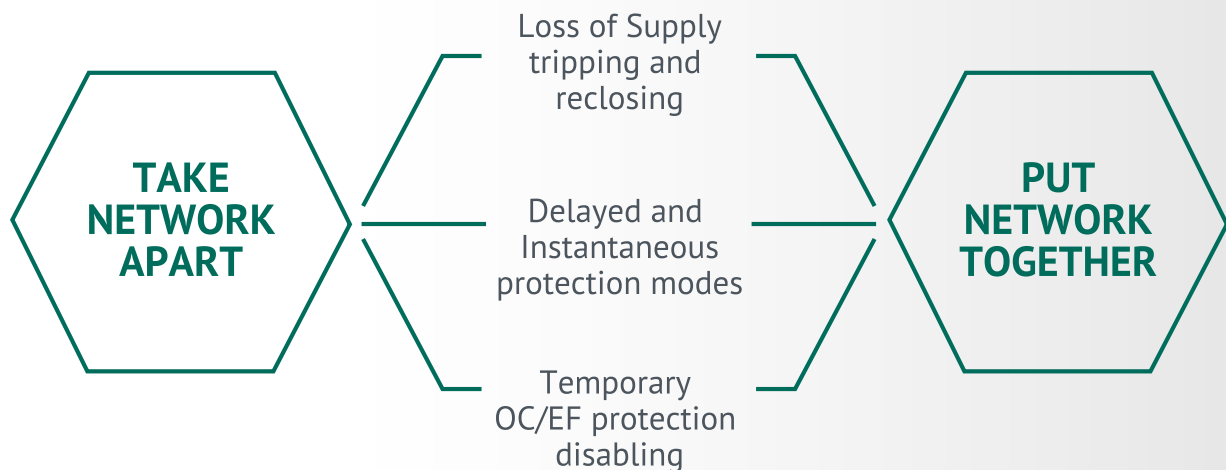 TAKE
NETWORK
APART
Loss of Supply
tripping and
reclosing
Delayed and
Instantaneous
protection modes
Temporary
OC/EF protection
disabling
PUT
NETWORK
TOGETHER